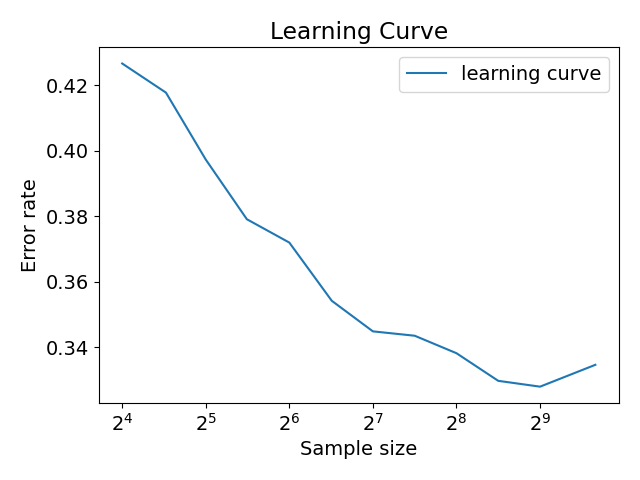 Learning Curve
learning curve
0.42
0.40
0.38
0.36
0.34
Error rate
2⁴ 2⁵ 2⁶ 2⁷ 2⁸ 2⁹
Sample size